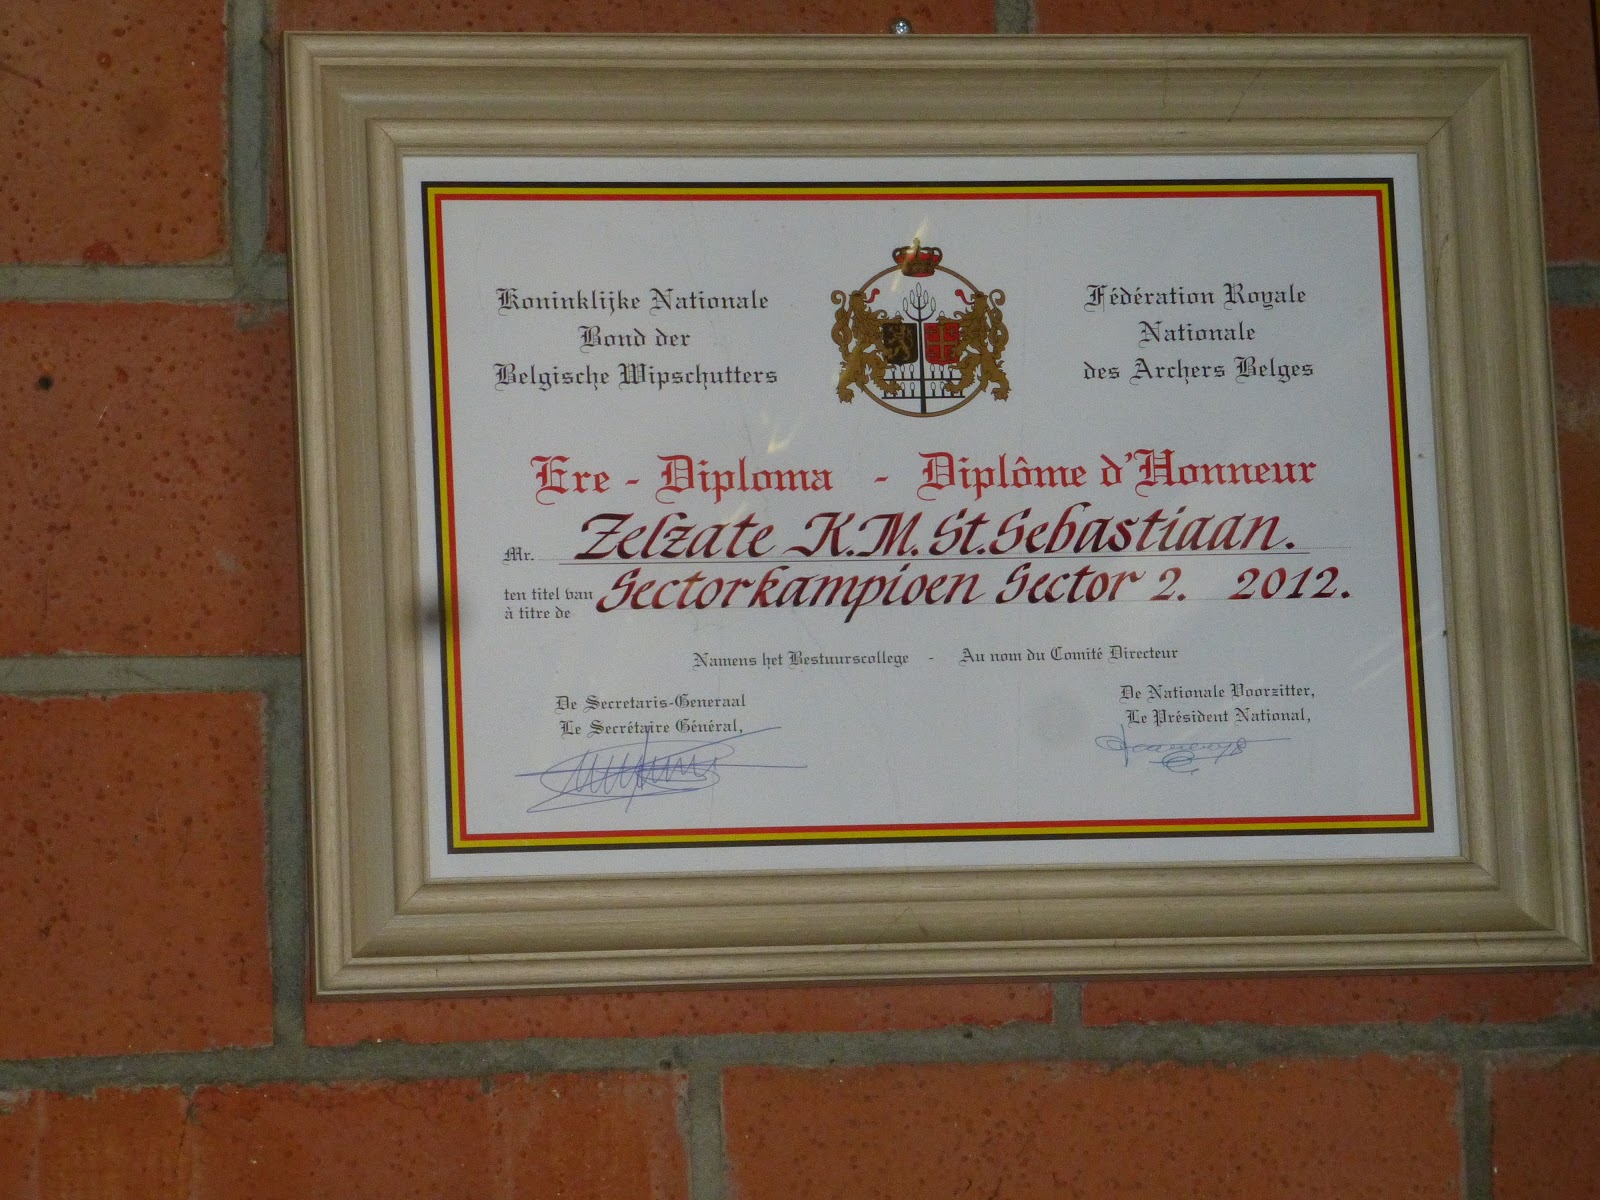 Koninklijke Nationale
Bond der
Belgische Wipschutters
Fédération Royale
Nationale
des Archers Belges
Ere - Diploma - Diplôme d'Honneur
Mr. Zelzate K.M. St. Sebastiaan.
ten titel van
à titre de
Sectorkampioen Sector 2. 2012.
Namens het Bestuurscollege - Au nom du Comité Directeur
De Secretaris-Generaal
Le Secrétaire Général,
De Nationale Voorzitter,
Le Président National,